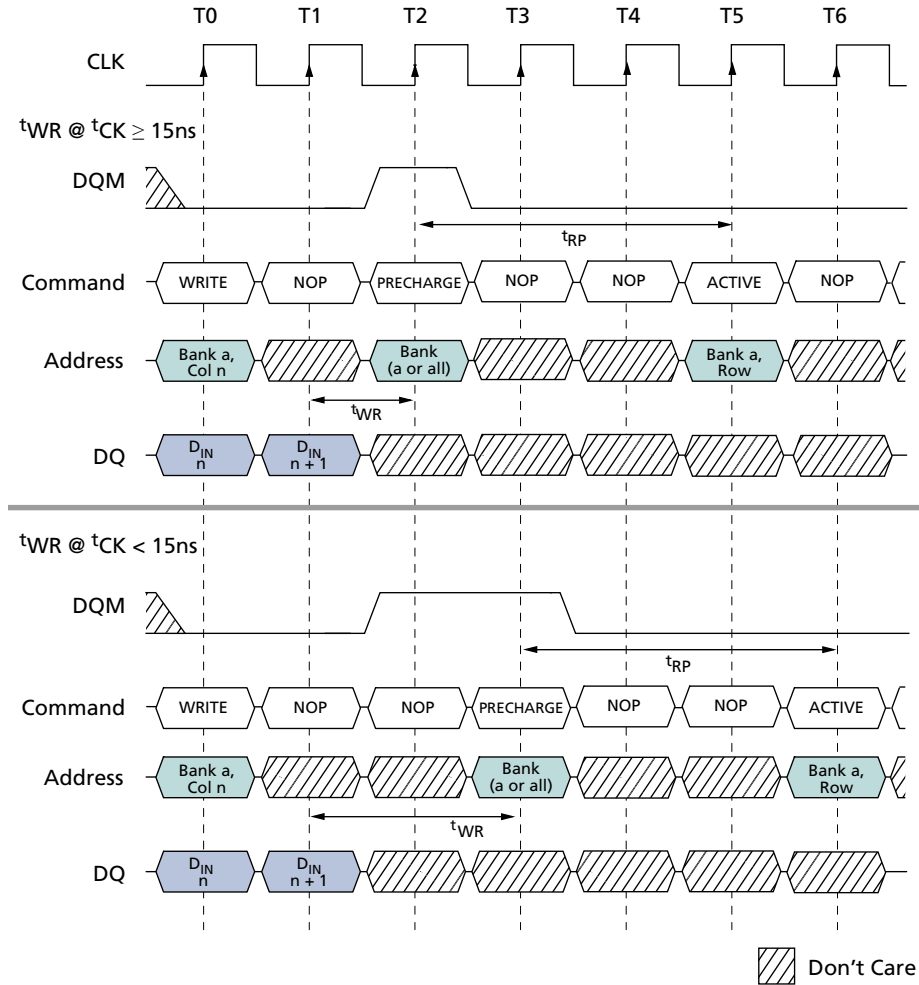 T0 T1 T2 T3 T4 T5 T6
CLK
tWR @ tCK ≥ 15ns
DQM
tRP
Command WRITE NOP PRECHARGE NOP NOP ACTIVE NOP
Address Bank a, Col n Bank (a or all) Bank a, Row
tWR
DQ DIN n DIN n + 1
tWR @ tCK < 15ns
DQM
tRP
Command WRITE NOP NOP PRECHARGE NOP NOP ACTIVE
Address Bank a, Col n Bank (a or all) Bank a, Row
tWR
DQ DIN n DIN n + 1
Don't Care